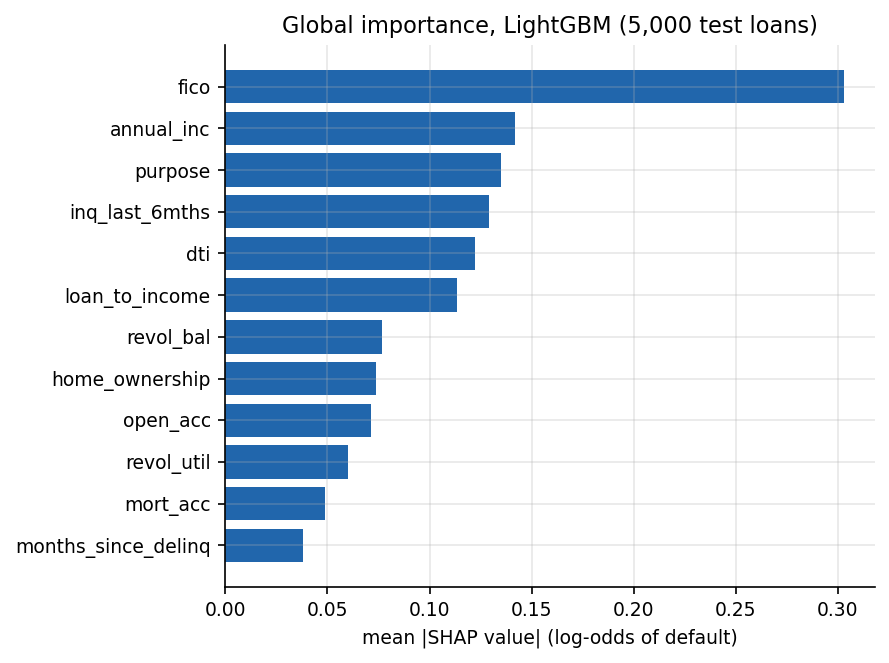 Global importance, LightGBM (5,000 test loans)
fico
annual_inc
purpose
inq_last_6mths
dti
loan_to_income
revol_bal
home_ownership
open_acc
revol_util
mort_acc
months_since_delinq
0.00 0.05 0.10 0.15 0.20 0.25 0.30
mean |SHAP value| (log-odds of default)